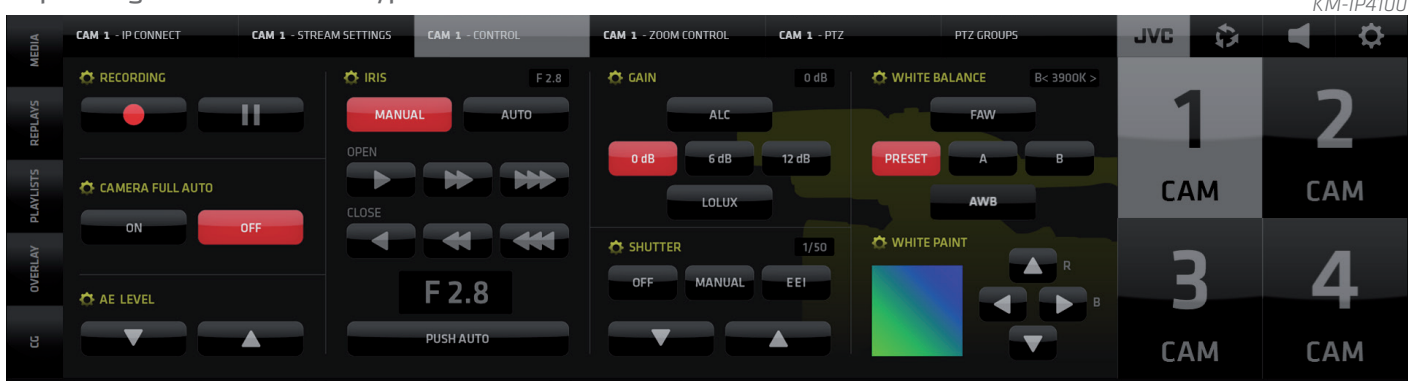 KM-IP4100
MEDIA
REPLAYS
PLAYLISTS
OVERLAY
CG
CAM 1 - IP CONNECT
CAM 1 - STREAM SETTINGS
CAM 1 - CONTROL
CAM 1 - ZOOM CONTROL
CAM 1 - PTZ
PTZ GROUPS
JVC
RECORDING
CAMERA FULL AUTO
ON
OFF
AE LEVEL
IRIS
F 2.8
MANUAL
AUTO
OPEN
CLOSE
F 2.8
PUSH AUTO
GAIN
0 dB
ALC
0 dB
6 dB
12 dB
LOLUX
SHUTTER
1/50
OFF
MANUAL
EEI
WHITE BALANCE
B< 3900K >
FAW
PRESET
A
B
AWB
WHITE PAINT
R
B
1
CAM
2
CAM
3
CAM
4
CAM